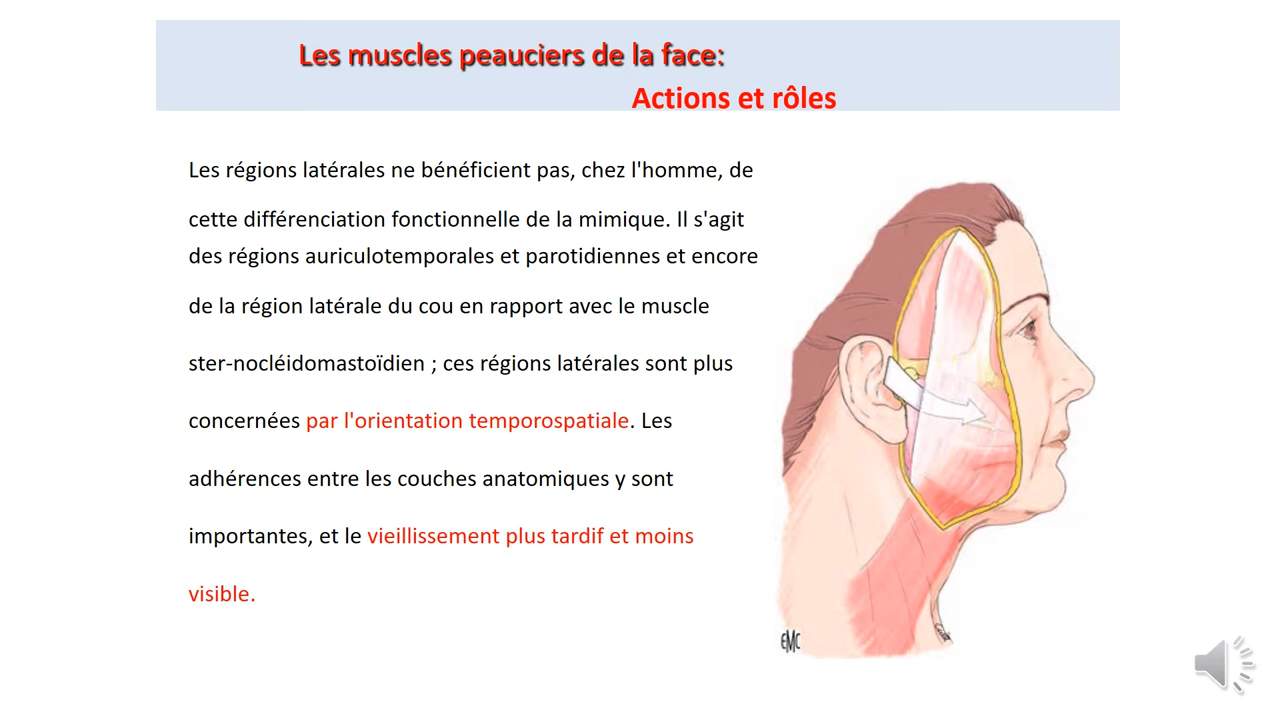 Les muscles peauciers de la face:
Actions et rôles
Les régions latérales ne bénéficient pas, chez l'homme, de
cette différenciation fonctionnelle de la mimique. Il s'agit
des régions auriculotemporales et parotidiennes et encore
de la région latérale du cou en rapport avec le muscle
ster-nocléidomastoïdien ; ces régions latérales sont plus
concernées par l'orientation temporospatiale. Les
adhérences entre les couches anatomiques y sont
importantes, et le vieillissement plus tardif et moins
visible.
EMC